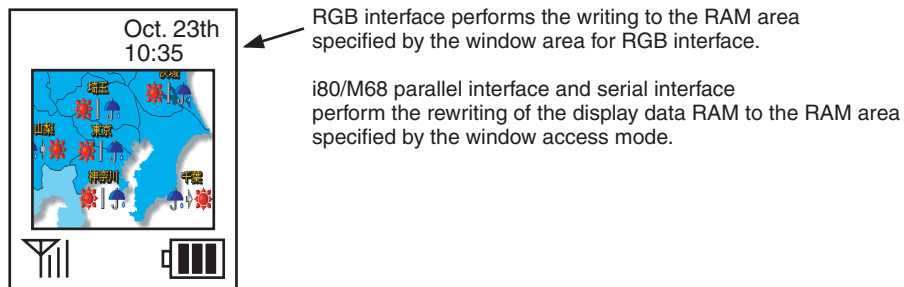 Oct. 23th
10:35
RGB interface performs the writing to the RAM area
specified by the window area for RGB interface.
i80/M68 parallel interface and serial interface
perform the rewriting of the display data RAM to the RAM area
specified by the window access mode.
茨城
埼玉
山梨
東京
神奈川
千葉